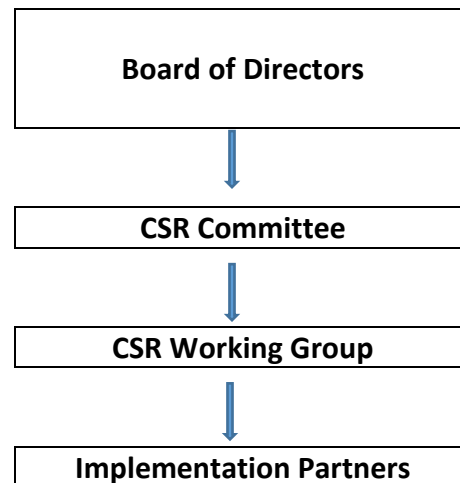 Board of Directors
CSR Committee
CSR Working Group
Implementation Partners